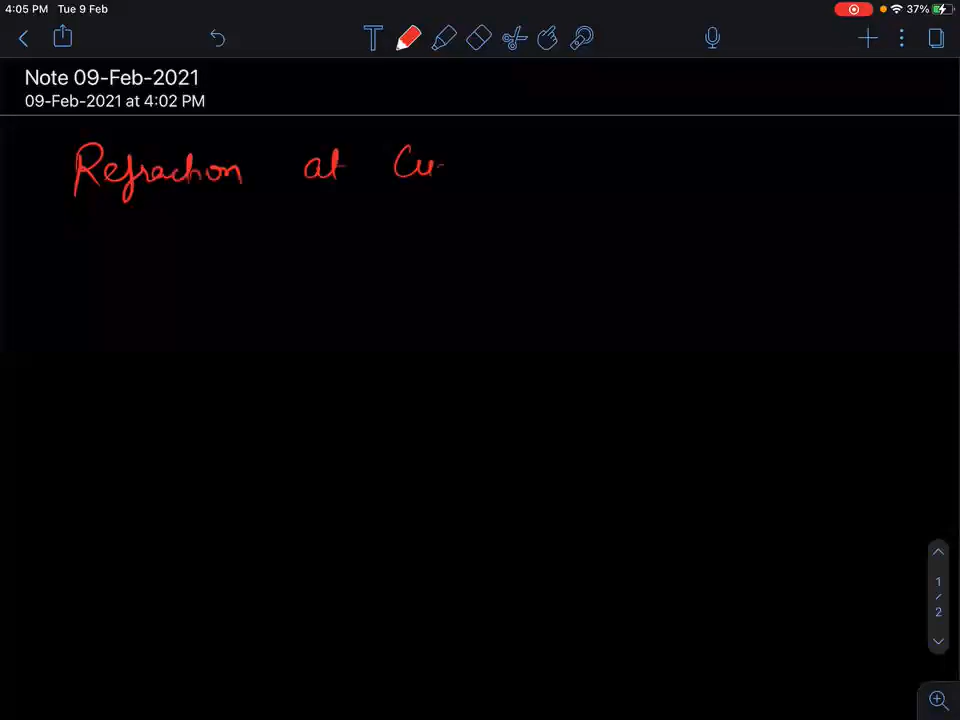 4:05 PM Tue 9 Feb 37%
Note 09-Feb-2021
09-Feb-2021 at 4:02 PM
Refraction at Cu
1
/
2